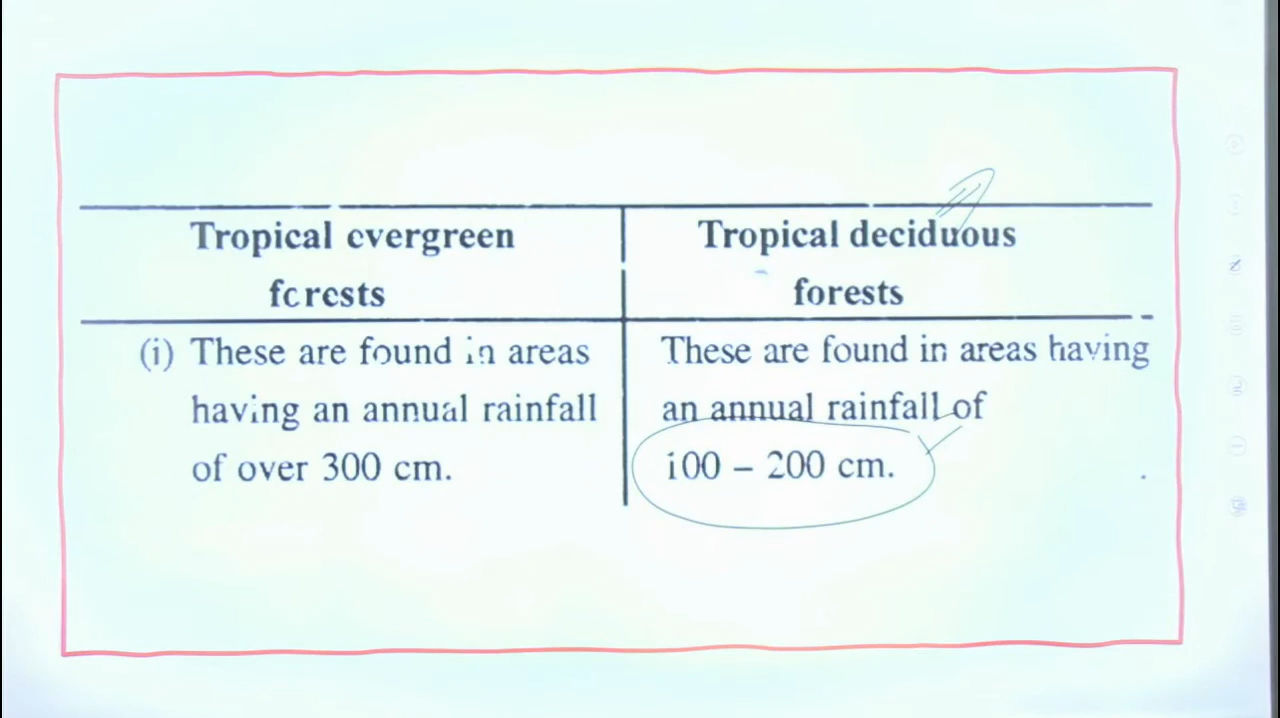 Tropical evergreen
forests
Tropical deciduous
forests
(i) These are found in areas
having an annual rainfall
of over 300 cm.
These are found in areas having
an annual rainfall of
100 – 200 cm.